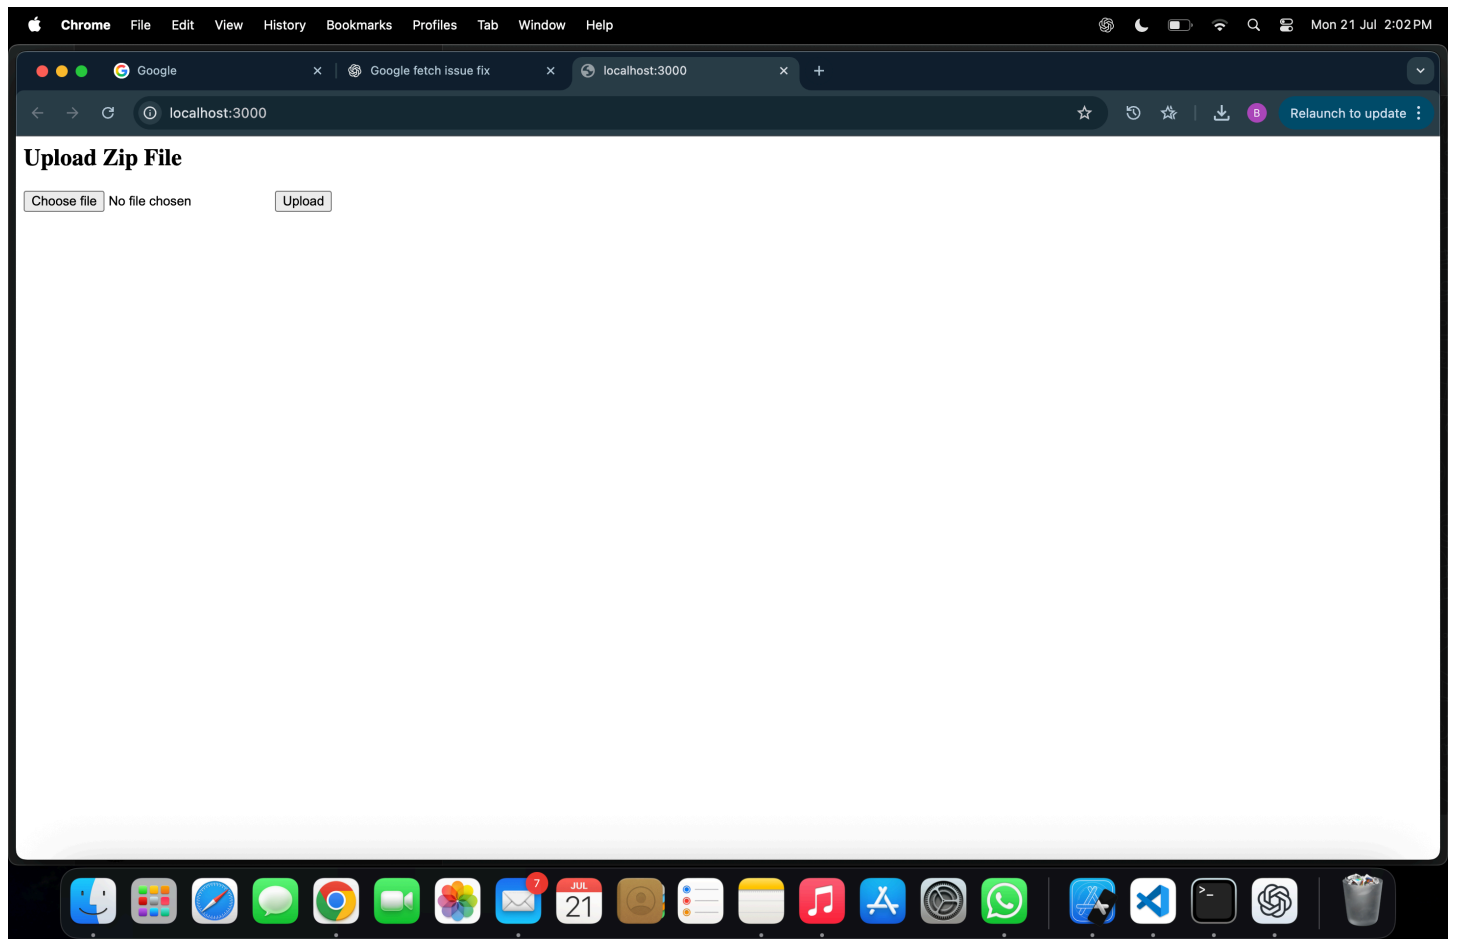 Chrome File Edit View History Bookmarks Profiles Tab Window Help Mon 21 Jul 2:02 PM
Google Google fetch issue fix localhost:3000
localhost:3000 B Relaunch to update
Upload Zip File
Choose file No file chosen Upload
7
JUL
21
>_